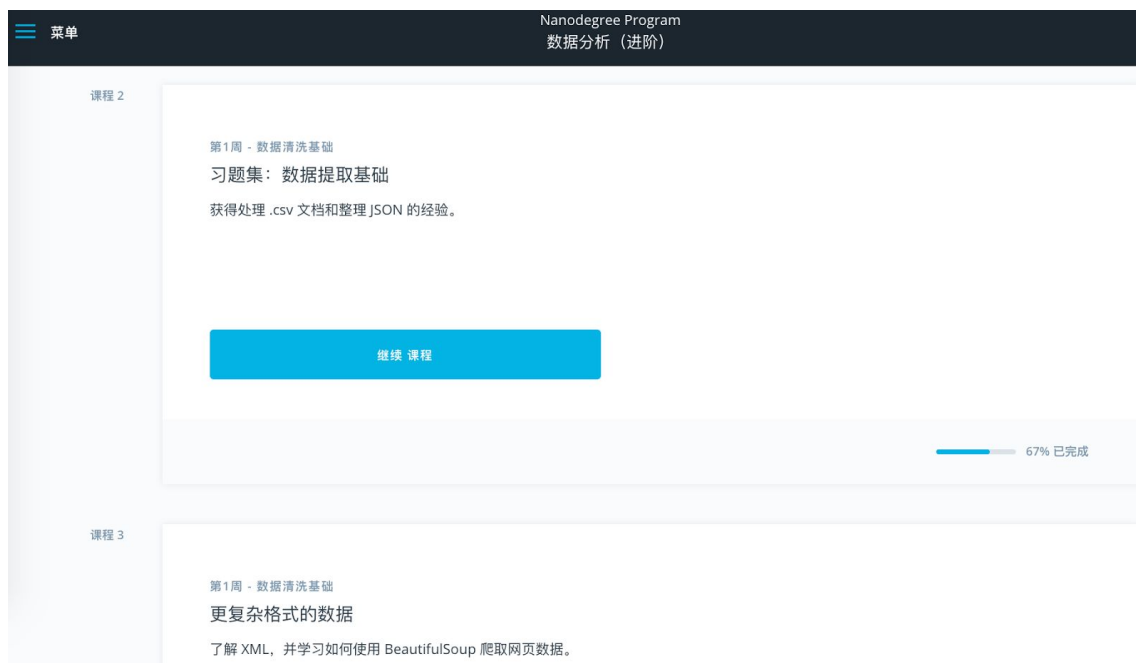 菜单
Nanodegree Program
数据分析（进阶）
课程 2
第1周 - 数据清洗基础
习题集：数据提取基础
获得处理 .csv 文档和整理 JSON 的经验。
继续 课程
67% 已完成
课程 3
第1周 - 数据清洗基础
更复杂格式的数据
了解 XML，并学习如何使用 BeautifulSoup 爬取网页数据。